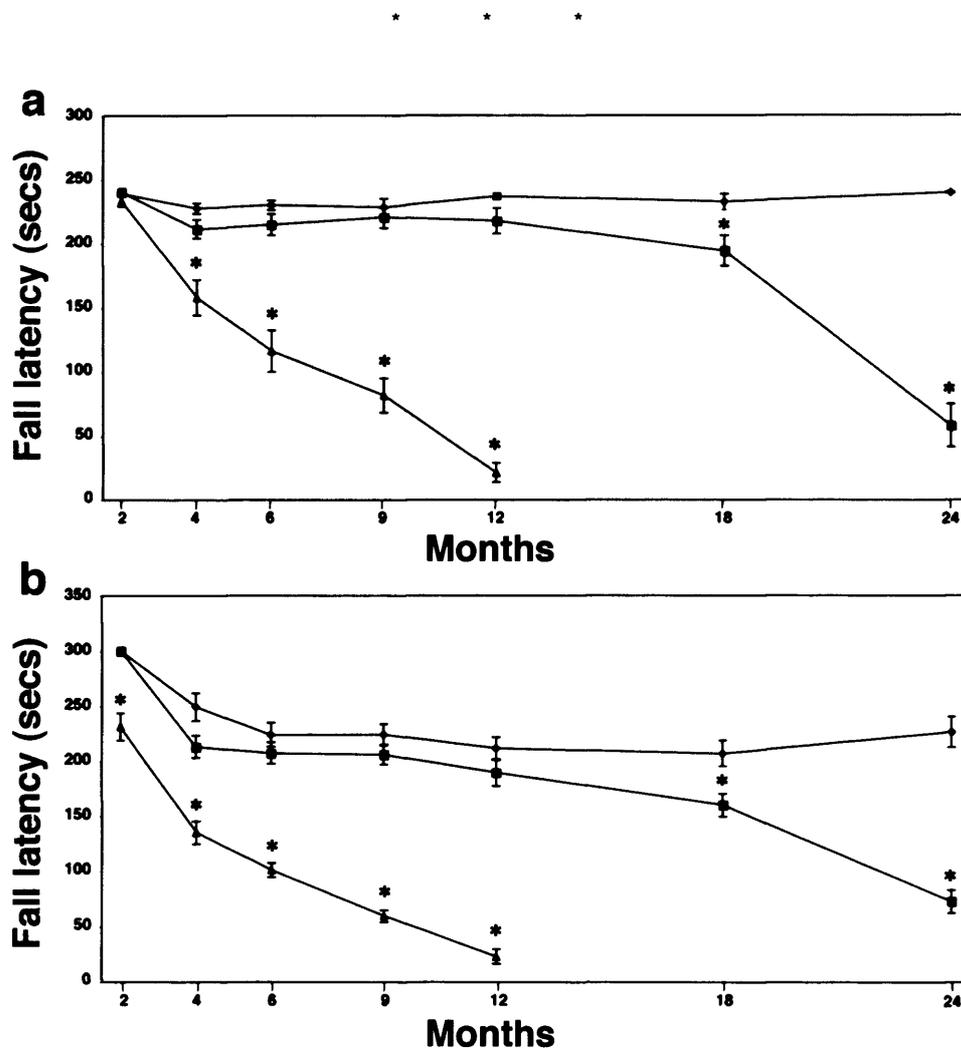 * * *
a
Fall latency (secs)
300
250
200
150
100
50
0
* * * * * *
2 4 6 9 12 18 24
Months
b
Fall latency (secs)
350
300
250
200
150
100
50
0
* * * * * * *
2 4 6 9 12 18 24
Months